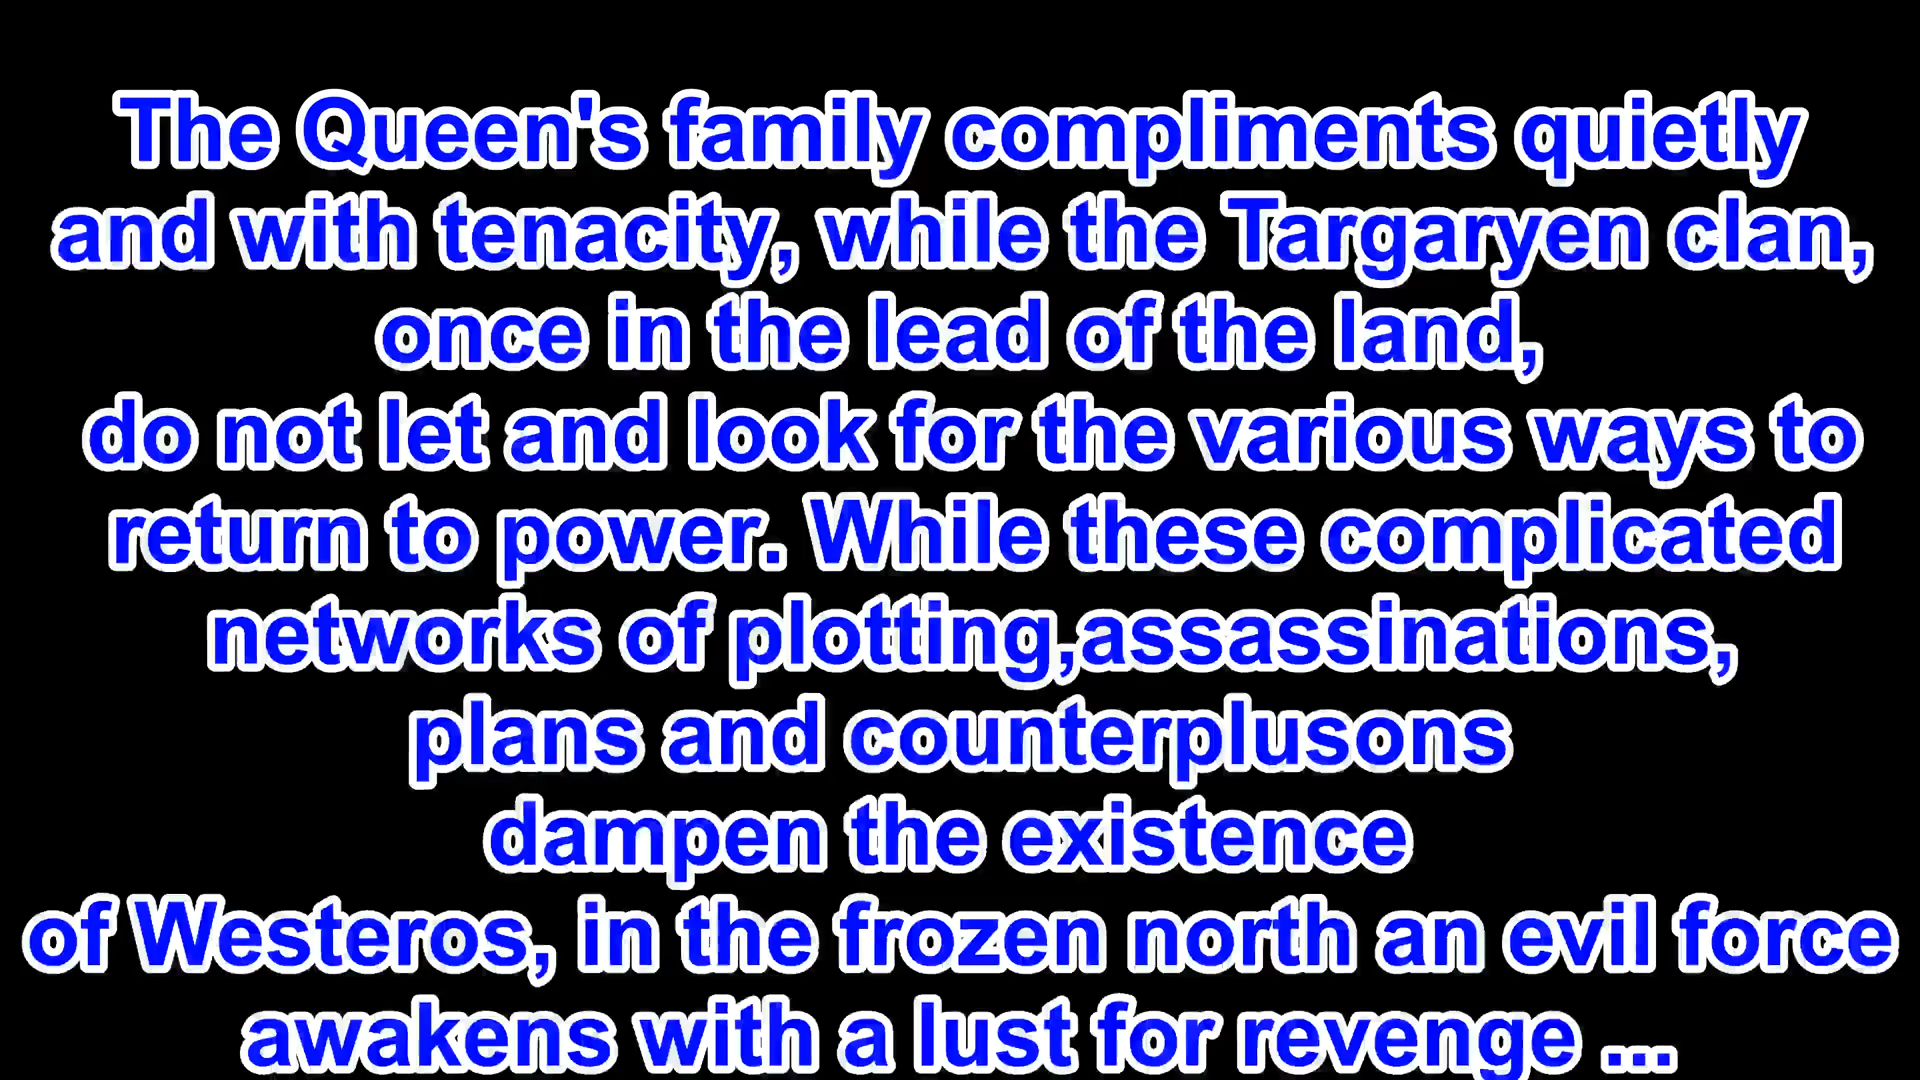 The Queen's family compliments quietly
and with tenacity, while the Targaryen clan,
once in the lead of the land,
do not let and look for the various ways to
return to power. While these complicated
networks of plotting,assassinations,
plans and counterplusons
dampen the existence
of Westeros, in the frozen north an evil force
awakens with a lust for revenge ...